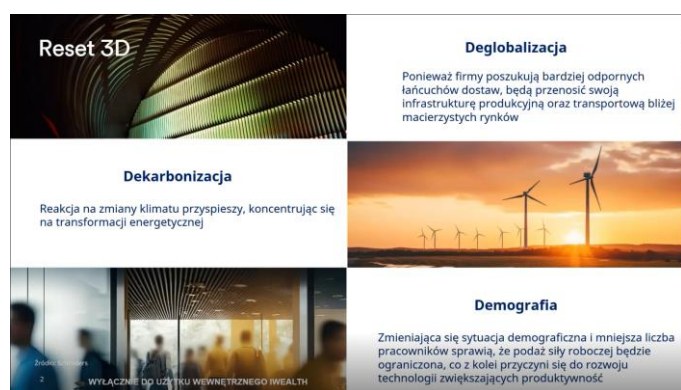 Reset 3D
Deglobalizacja
Ponieważ firmy poszukują bardziej odpornych
łańcuchów dostaw, będą przenosić swoją
infrastrukturę produkcyjną oraz transportową bliżej
macierzystych rynków
Dekarbonizacja
Reakcja na zmiany klimatu przyspieszy, koncentrując się
na transformacji energetycznej
Demografia
Zmieniająca się sytuacja demograficzna i mniejsza liczba
pracowników sprawią, że podaż siły roboczej będzie
ograniczona, co z kolei przyczyni się do rozwoju
technologii zwiększających produktywność
Źródło: Schroders
2
WYŁĄCZNIE DO UŻYTKU WEWNĘTRZNEGO IWEALTH